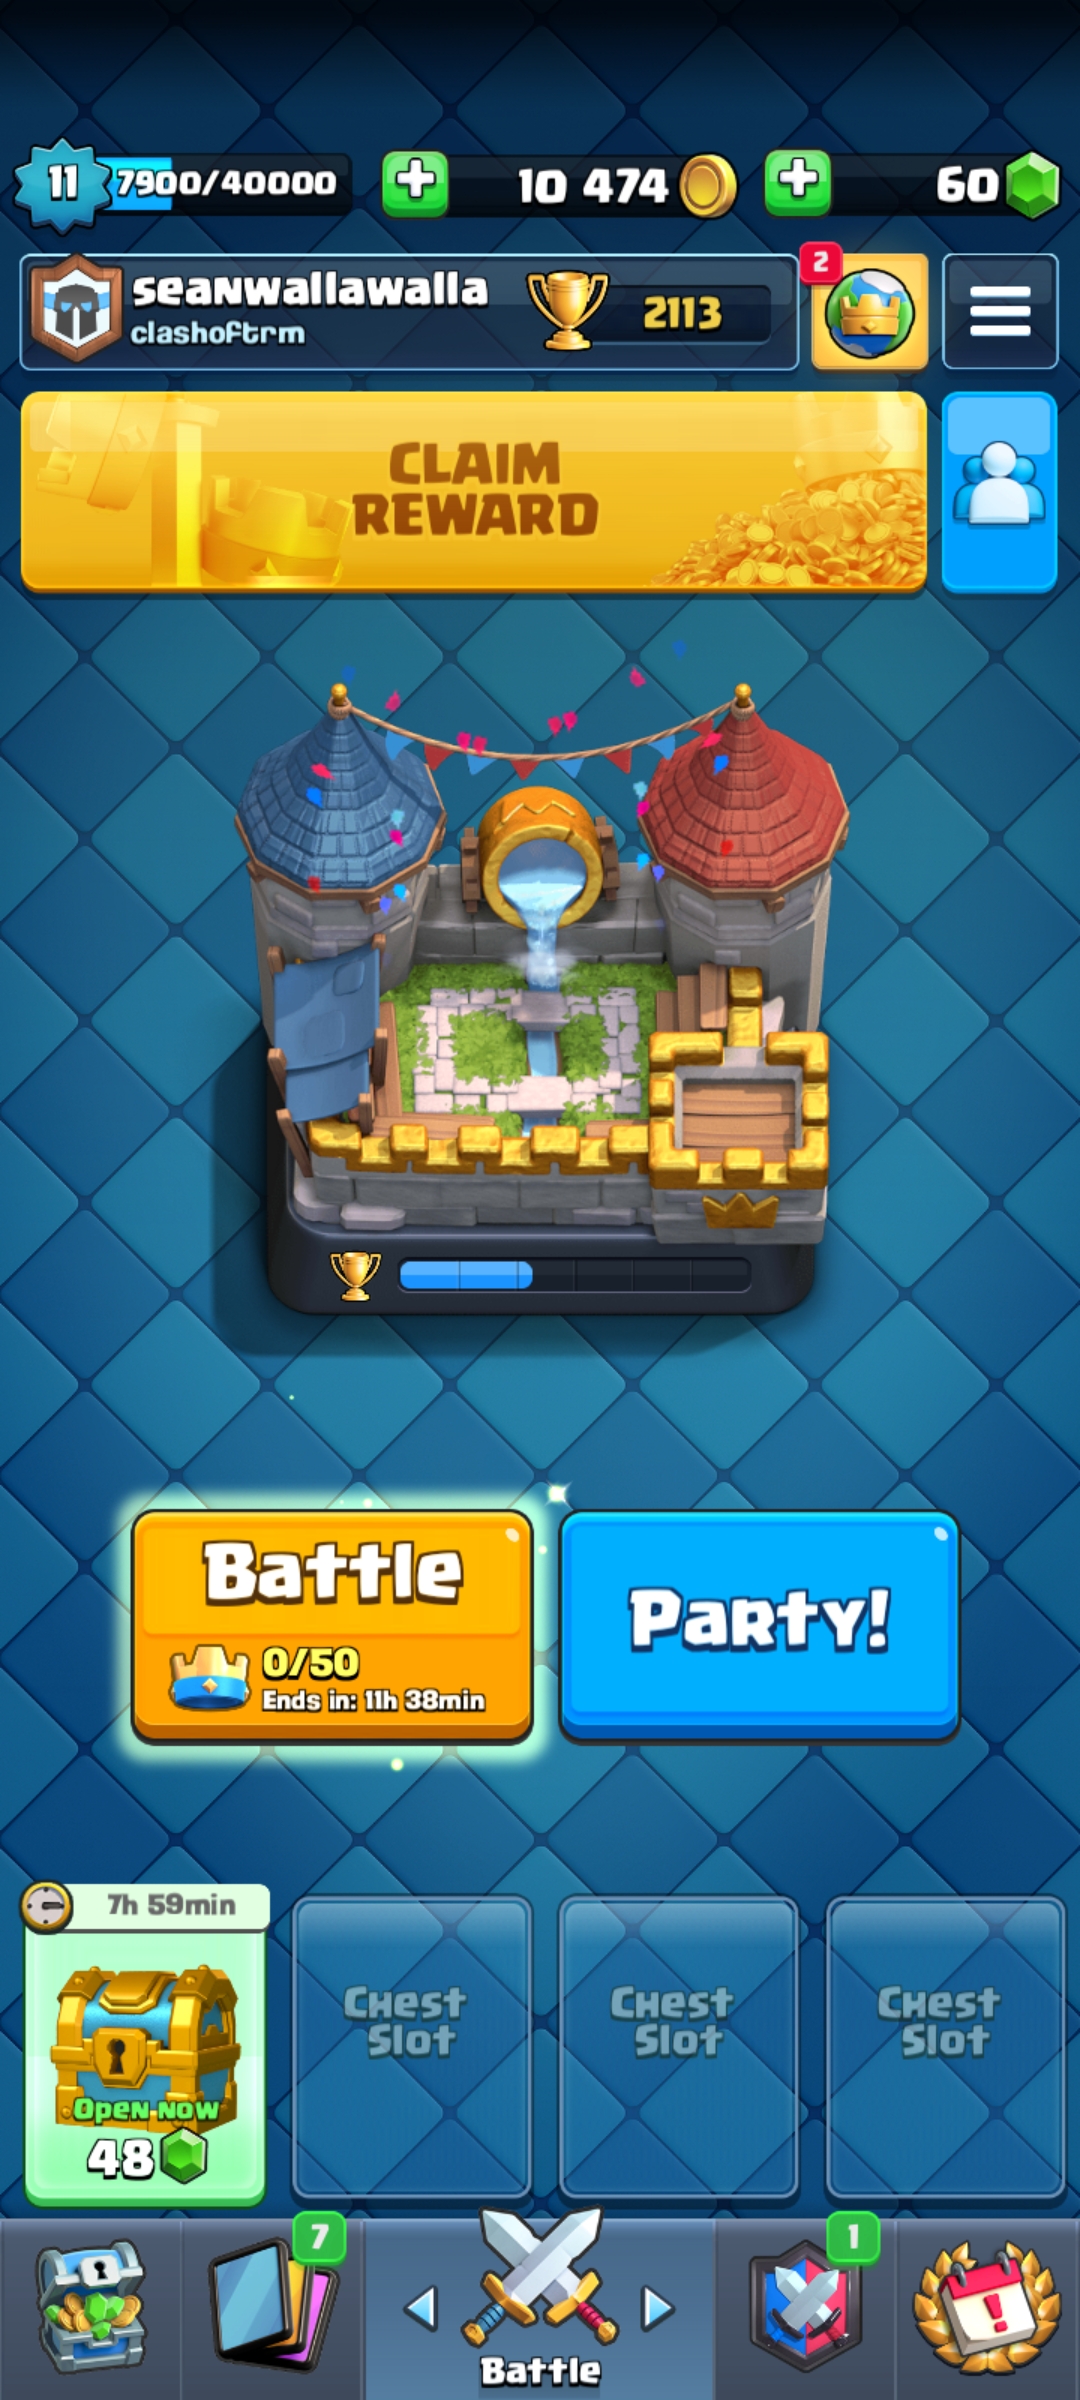 11
7900/40000
10 474
60
2
seanwallawalla
clashoftrm
2113
CLAIM
REWARD
Battle
0/50
Ends in: 11h 38min
Party!
7h 59min
Open now
48
Chest
Slot
Chest
Slot
Chest
Slot
7
1
Battle